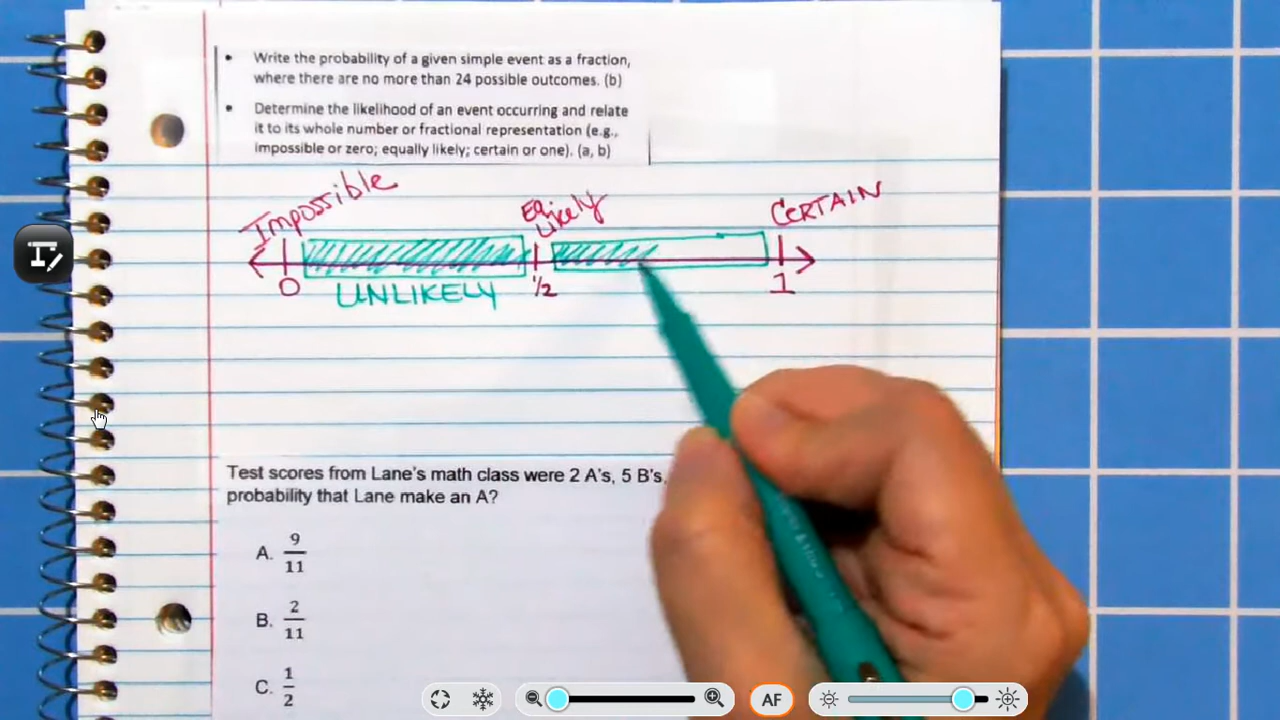 • Write the probability of a given simple event as a fraction,
where there are no more than 24 possible outcomes. (b)
• Determine the likelihood of an event occurring and relate
it to its whole number or fractional representation (e.g.,
impossible or zero; equally likely; certain or one). (a, b)
Impossible
Eq. Likely
CERTAIN
0
UNLIKELY
1/2
1
Test scores from Lane's math class were 2 A's, 5 B's,
probability that Lane make an A?
A. 9/11
B. 2/11
C. 1/2
AF